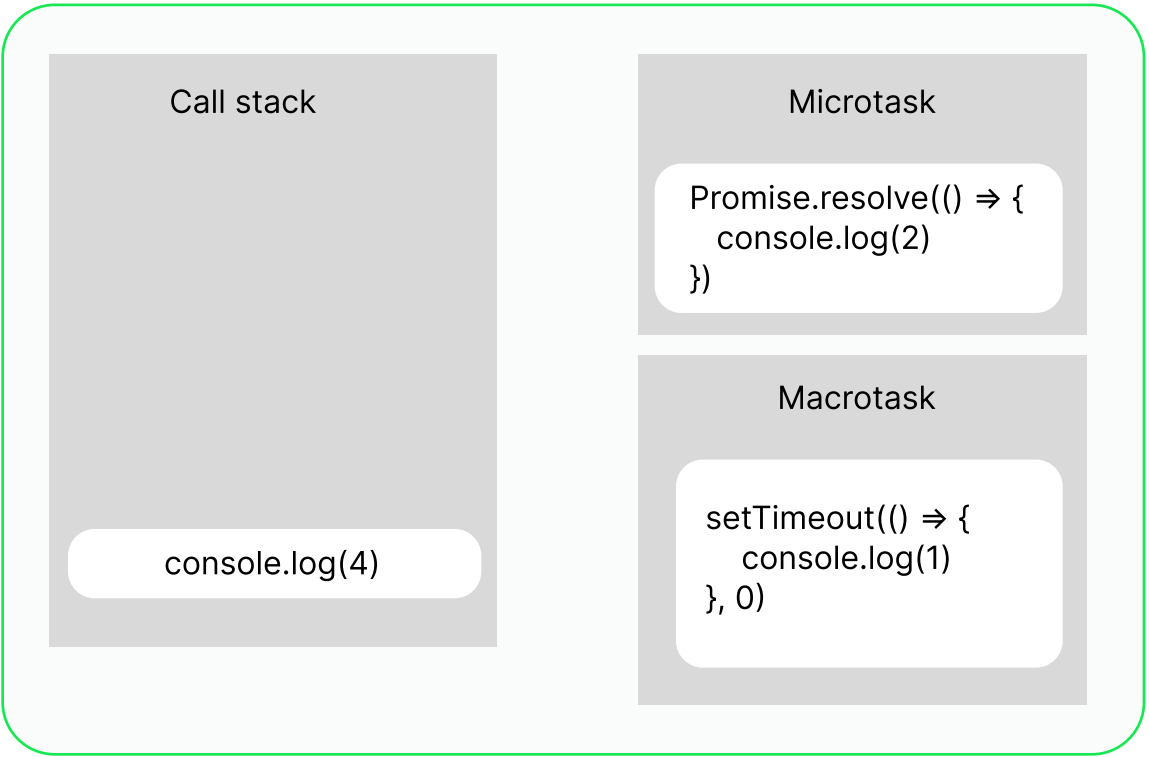 Call stack
console.log(4)
Microtask
Promise.resolve(() => {
console.log(2)
})
Macrotask
setTimeout(() => {
console.log(1)
}, 0)